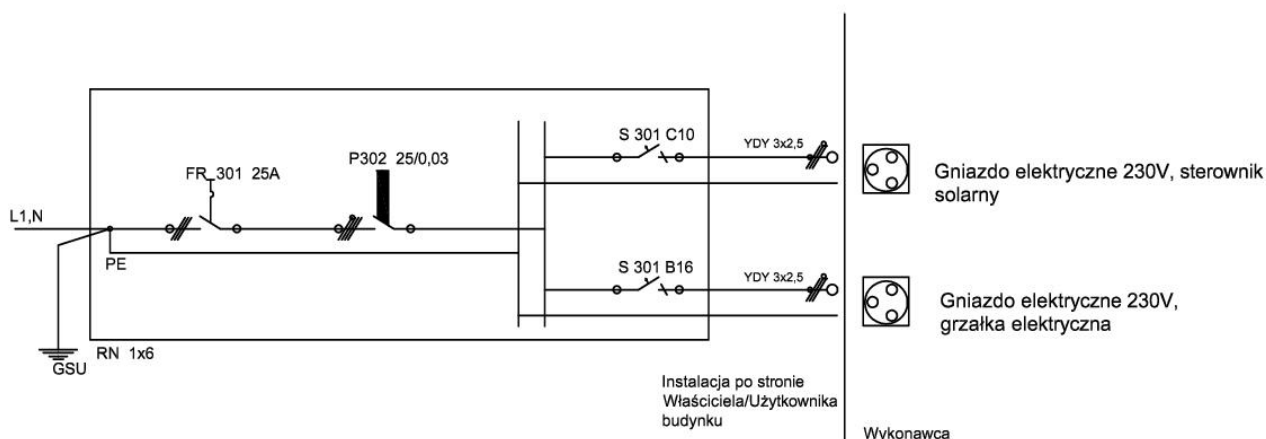 S 301 C10
YDY 3x2,5
P302 25/0,03
FR 301 25A
Gniazdo elektryczne 230V, sterownik
solarny
L1,N
PE
S 301 B16
YDY 3x2,5
Gniazdo elektryczne 230V,
grzałka elektryczna
RN 1x6
GSU
Instalacja po stronie
Właściciela/Użytkownika
budynku
Wykonawca